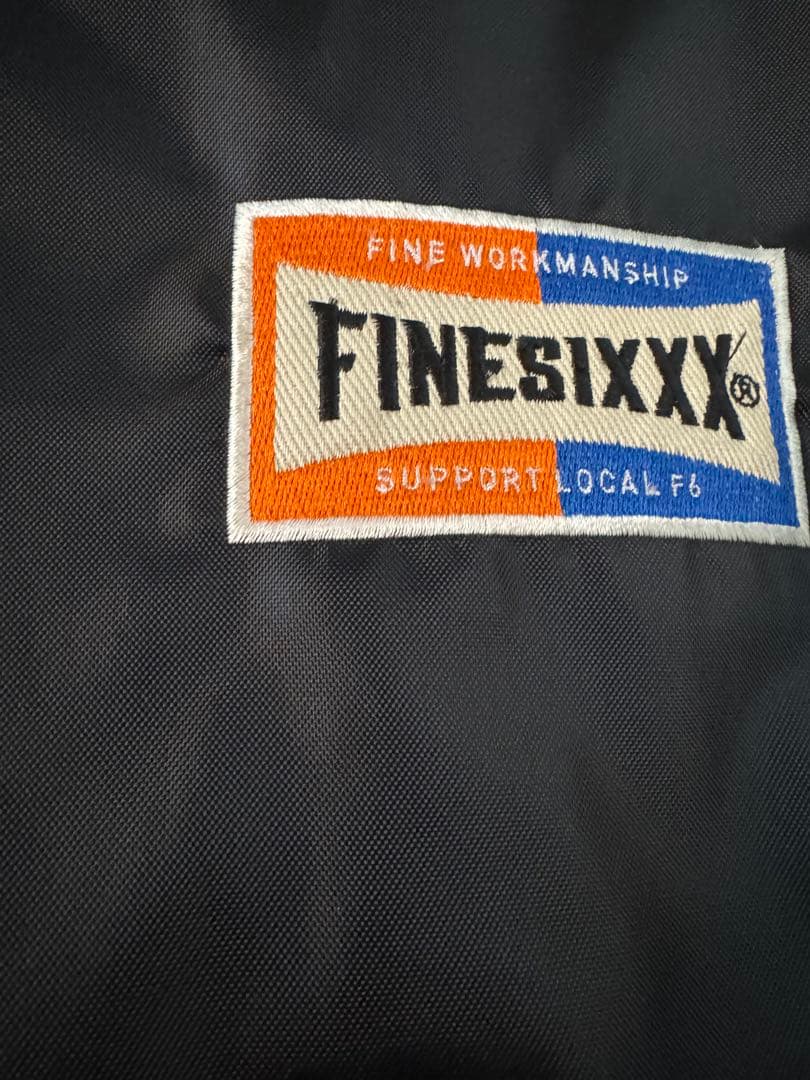 FINE WORKMANSHIP
FINESIXXX®
SUPPORT LOCAL F6